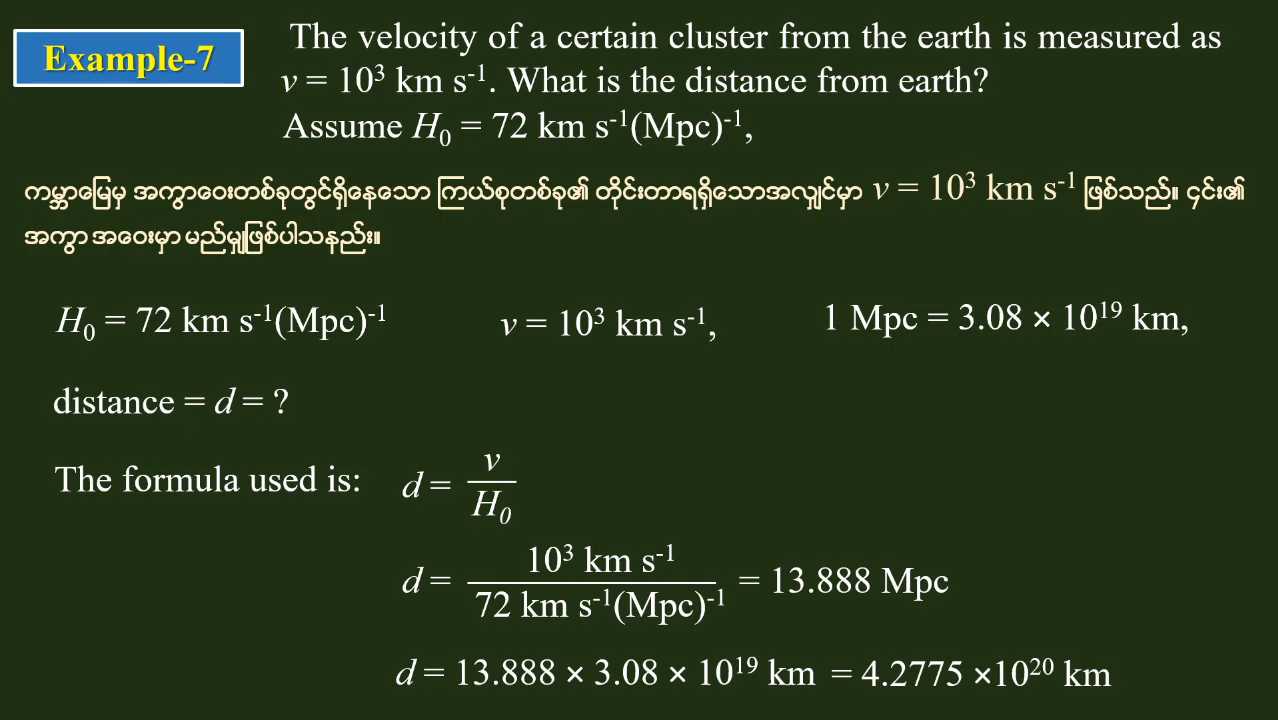 Example-7
The velocity of a certain cluster from the earth is measured as
v = 10³ km s⁻¹. What is the distance from earth?
Assume H₀ = 72 km s⁻¹(Mpc)⁻¹,
ကမ္ဘာမြေမှ အကွာဝေးတစ်ခုတွင်ရှိနေသော ကြယ်စုတစ်ခု၏ တိုင်းတာရရှိသောအလျှင်မှာ v = 10³ km s⁻¹ ဖြစ်သည်။ ၎င်း၏
အကွာ အဝေးမှာ မည်မျှဖြစ်ပါသနည်း။
H₀ = 72 km s⁻¹(Mpc)⁻¹ v = 10³ km s⁻¹, 1 Mpc = 3.08 × 10¹⁹ km,
distance = d = ?
The formula used is: d = v / H₀
d = 10³ km s⁻¹ / 72 km s⁻¹(Mpc)⁻¹ = 13.888 Mpc
d = 13.888 × 3.08 × 10¹⁹ km = 4.2775 ×10²⁰ km